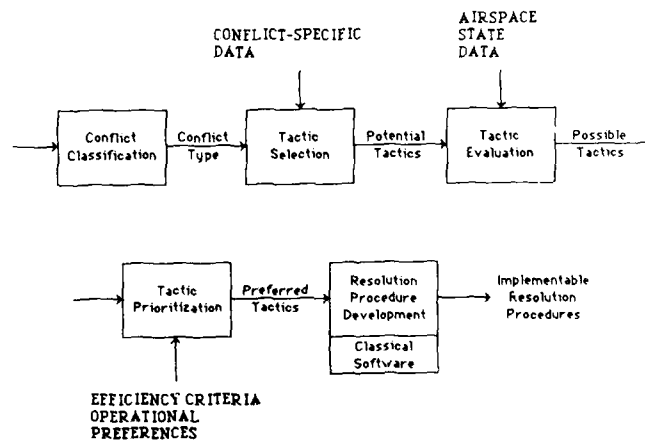 CONFLICT-SPECIFIC
DATA
AIRSPACE
STATE
DATA
Conflict
Classification
Conflict
Type
Tactic
Selection
Potential
Tactics
Tactic
Evaluation
Possible
Tactics
Tactic
Prioritization
Preferred
Tactics
Resolution
Procedure
Development
Classical
Software
Implementable
Resolution
Procedures
EFFICIENCY CRITERIA
OPERATIONAL
PREFERENCES